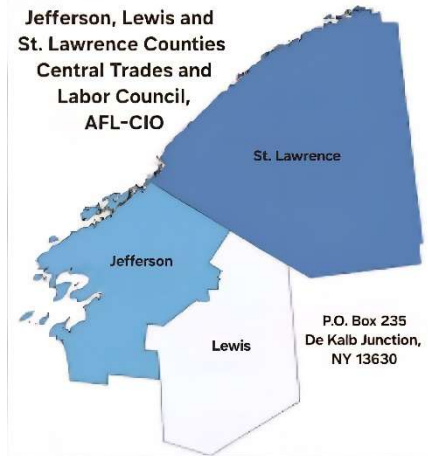 Jefferson, Lewis and
St. Lawrence Counties
Central Trades and
Labor Council,
AFL-CIO
St. Lawrence
Jefferson
Lewis
P.O. Box 235
De Kalb Junction,
NY 13630